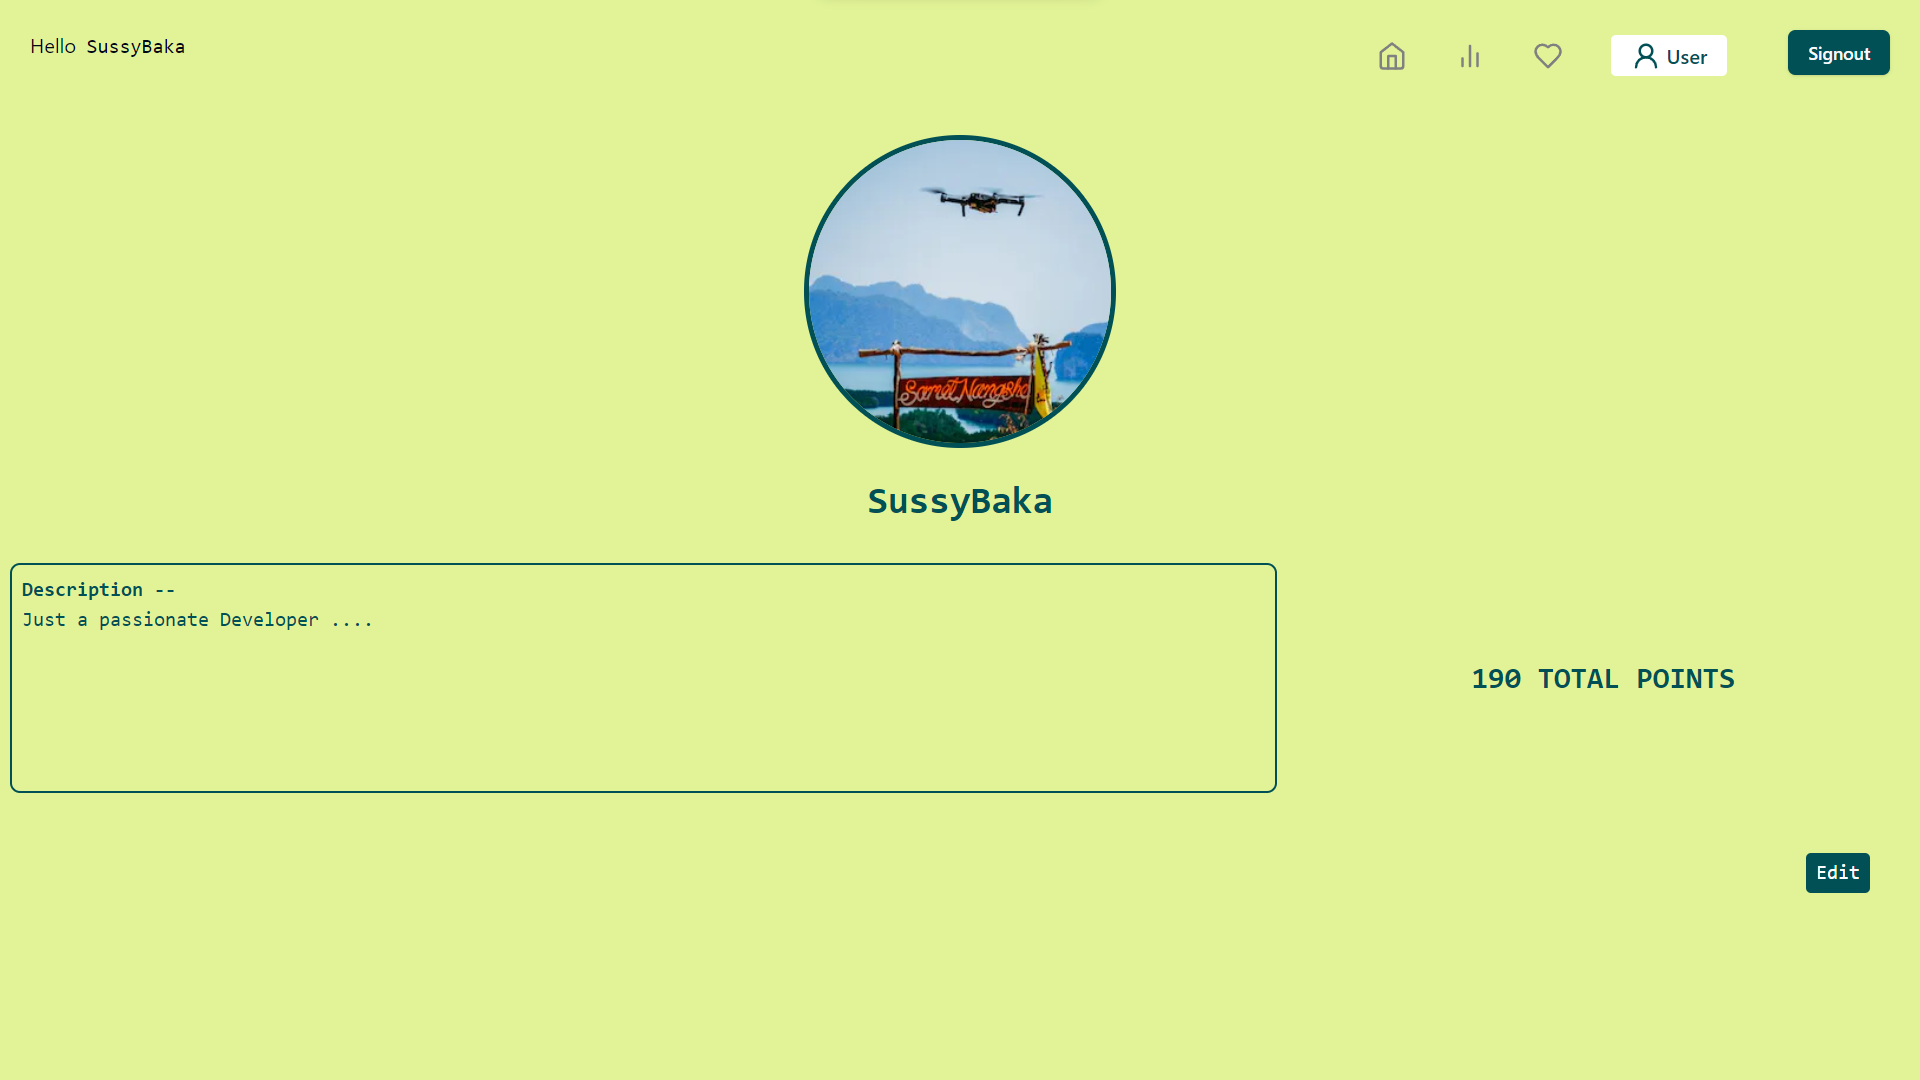 Hello SussyBaka
User
Signout
Samet Nangshe
SussyBaka
Description --
Just a passionate Developer ....
190 TOTAL POINTS
Edit